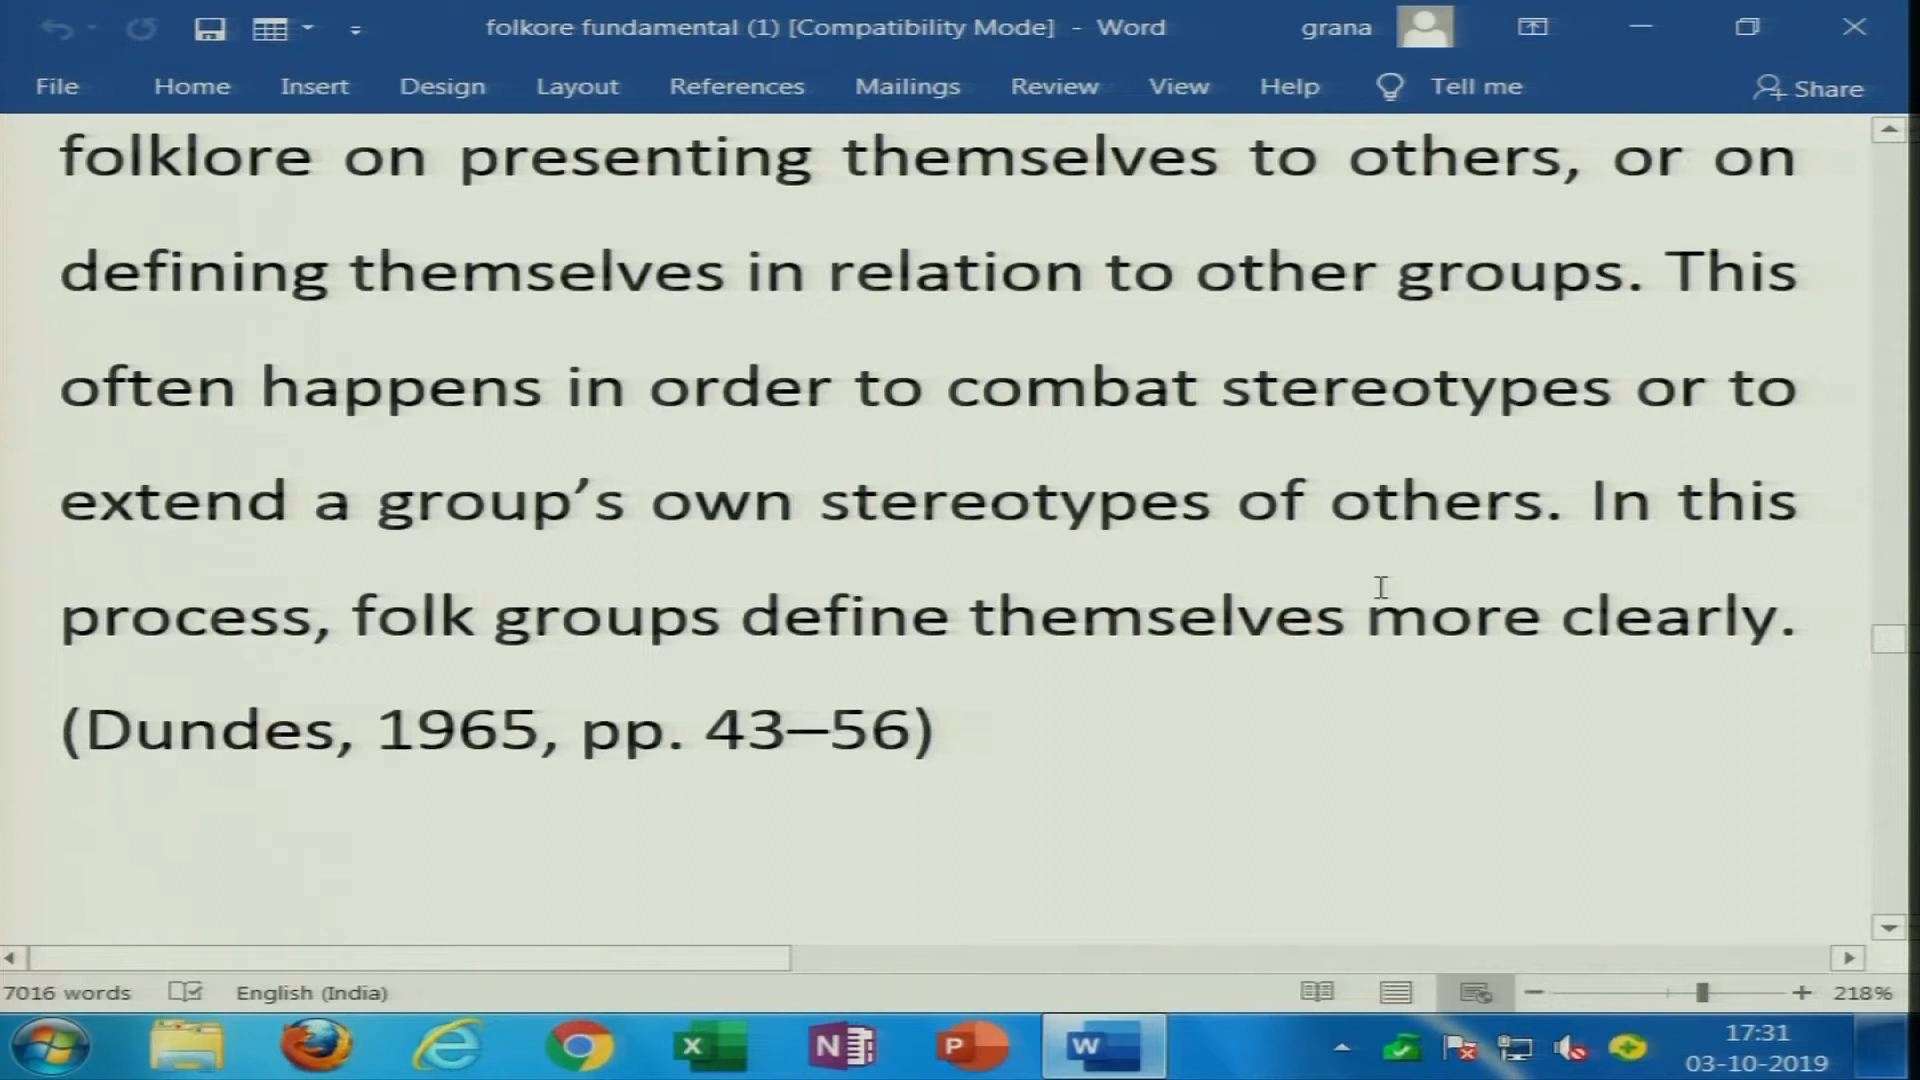 folkore fundamental (1) [Compatibility Mode] - Word
grana
File Home Insert Design Layout References Mailings Review View Help Tell me Share
folklore on presenting themselves to others, or on
defining themselves in relation to other groups. This
often happens in order to combat stereotypes or to
extend a group’s own stereotypes of others. In this
process, folk groups define themselves more clearly.
(Dundes, 1965, pp. 43–56)
7016 words English (India) 218%
X N P W
17:31
03-10-2019